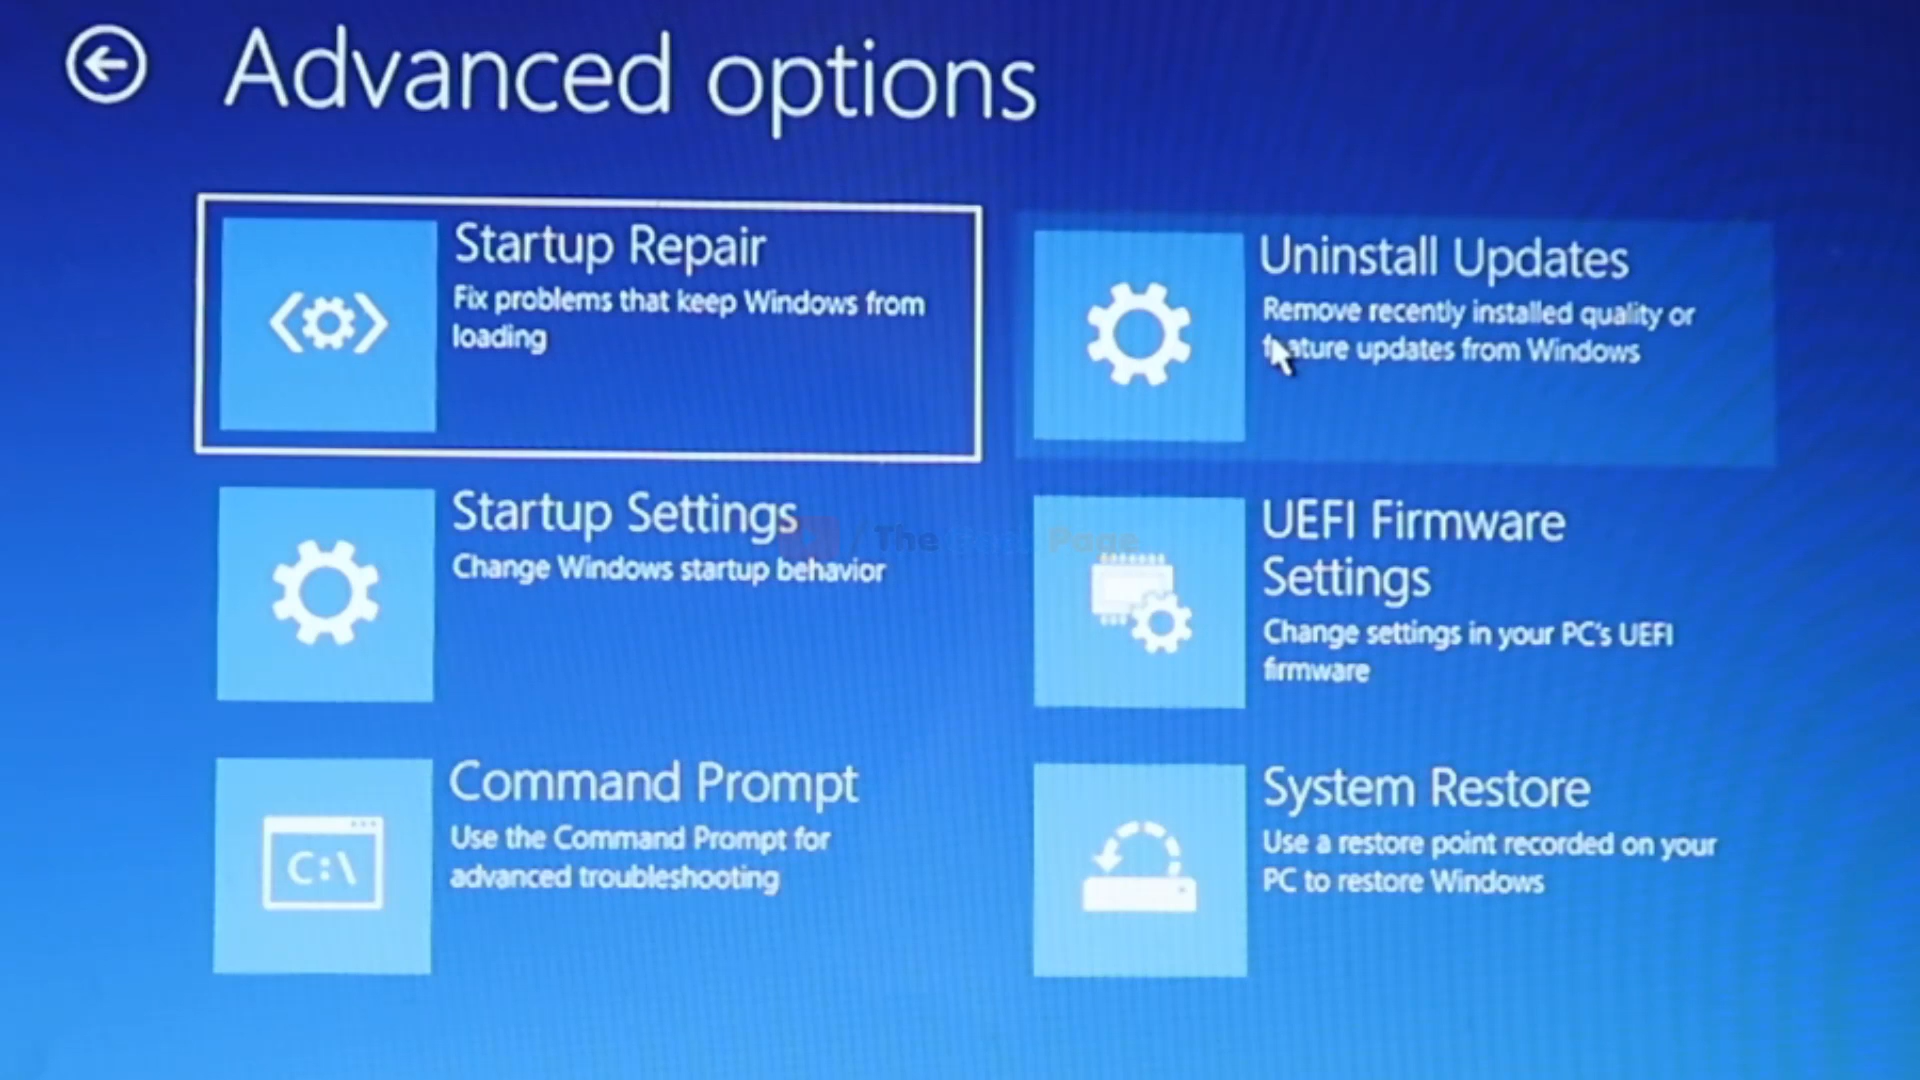 Advanced options
Startup Repair
Fix problems that keep Windows from
loading
Uninstall Updates
Remove recently installed quality or
feature updates from Windows
Startup Settings
Change Windows startup behavior
UEFI Firmware
Settings
Change settings in your PC's UEFI
firmware
The Page
Command Prompt
Use the Command Prompt for
advanced troubleshooting
C:\
System Restore
Use a restore point recorded on your
PC to restore Windows